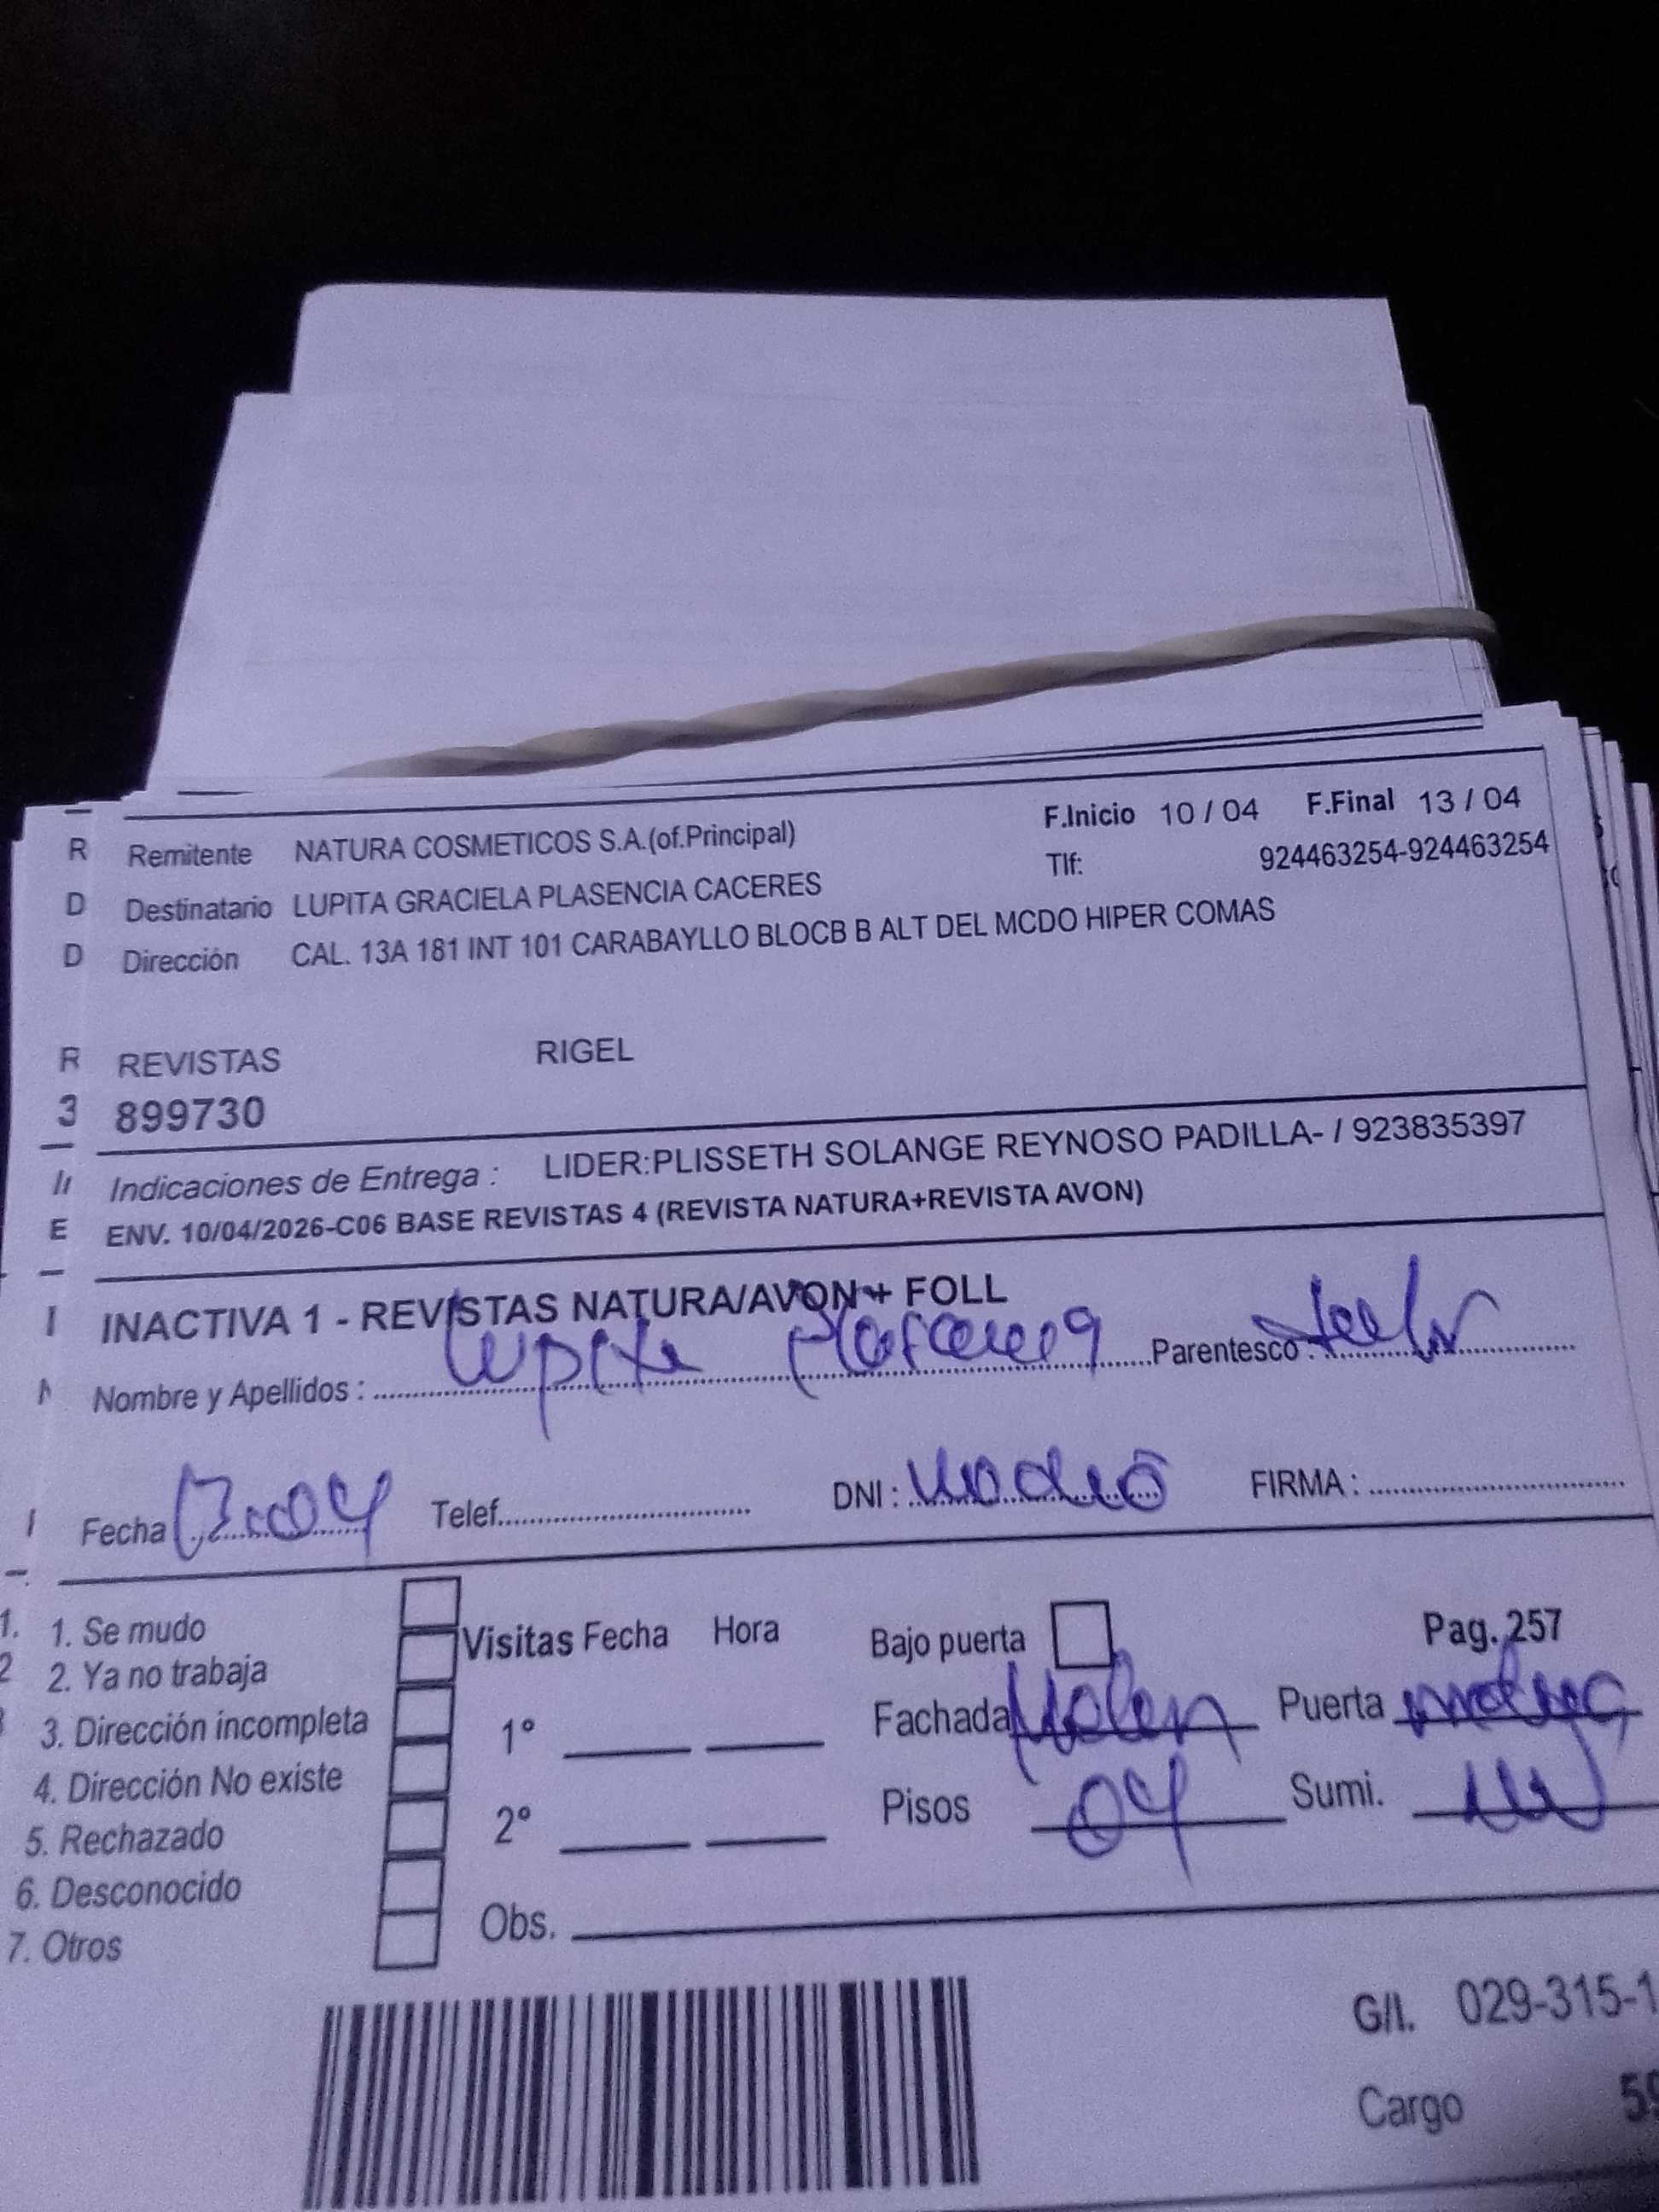 F.Inicio 10 / 04 F.Final 13 / 04
R Remitente NATURA COSMETICOS S.A.(of.Principal)
Tlf: 924463254-924463254
D Destinatario LUPITA GRACIELA PLASENCIA CACERES
D Dirección CAL. 13A 181 INT 101 CARABAYLLO BLOCB B ALT DEL MCDO HIPER COMAS
R REVISTAS RIGEL
3 899730
Indicaciones de Entrega : LIDER:PLISSETH SOLANGE REYNOSO PADILLA- / 923835397
E ENV. 10/04/2026-C06 BASE REVISTAS 4 (REVISTA NATURA+REVISTA AVON)
INACTIVA 1 - REVISTAS NATURA/AVON + FOLL
Nombre y Apellidos : Lupita Parentesco :
Fecha Telef. DNI : FIRMA :
1. 1. Se mudo Visitas Fecha Hora Bajo puerta Pag. 257
2 2. Ya no trabaja
3. Dirección incompleta 1° Fachada Puerta
4. Dirección No existe
5. Rechazado 2° Pisos 04 Sumi.
6. Desconocido
7. Otros Obs.
G/I. 029-315-1
Cargo 59